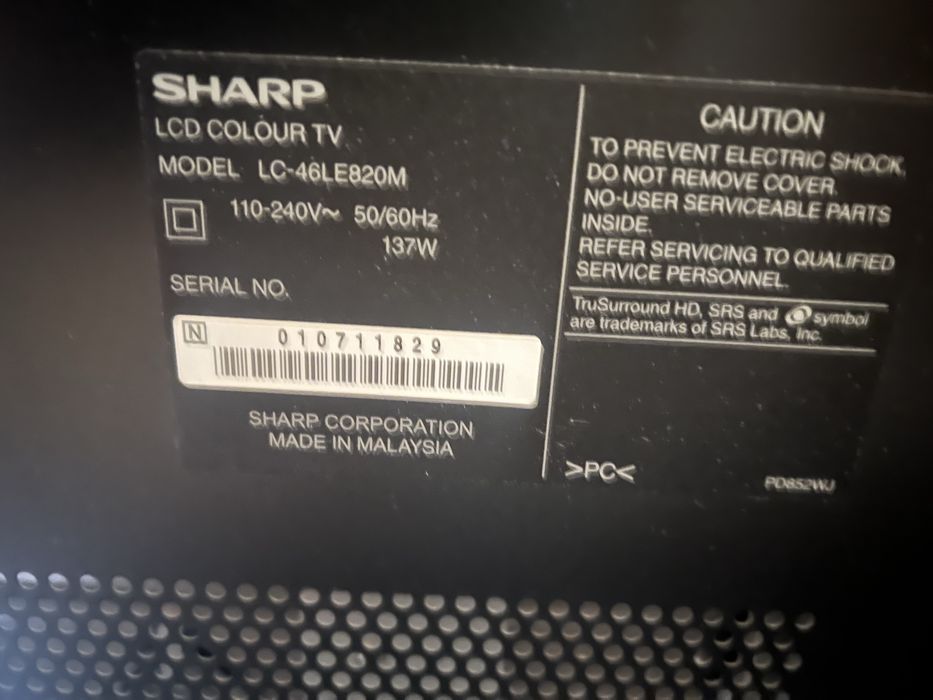 SHARP
LCD COLOUR TV
MODEL LC-46LE820M
110-240V~ 50/60Hz
137W
SERIAL NO.
N
010711829
SHARP CORPORATION
MADE IN MALAYSIA
CAUTION
TO PREVENT ELECTRIC SHOCK,
DO NOT REMOVE COVER.
NO-USER SERVICEABLE PARTS
INSIDE.
REFER SERVICING TO QUALIFIED
SERVICE PERSONNEL.
TruSurround HD, SRS and symbol
are trademarks of SRS Labs, Inc.
>PC<
PD852WJ